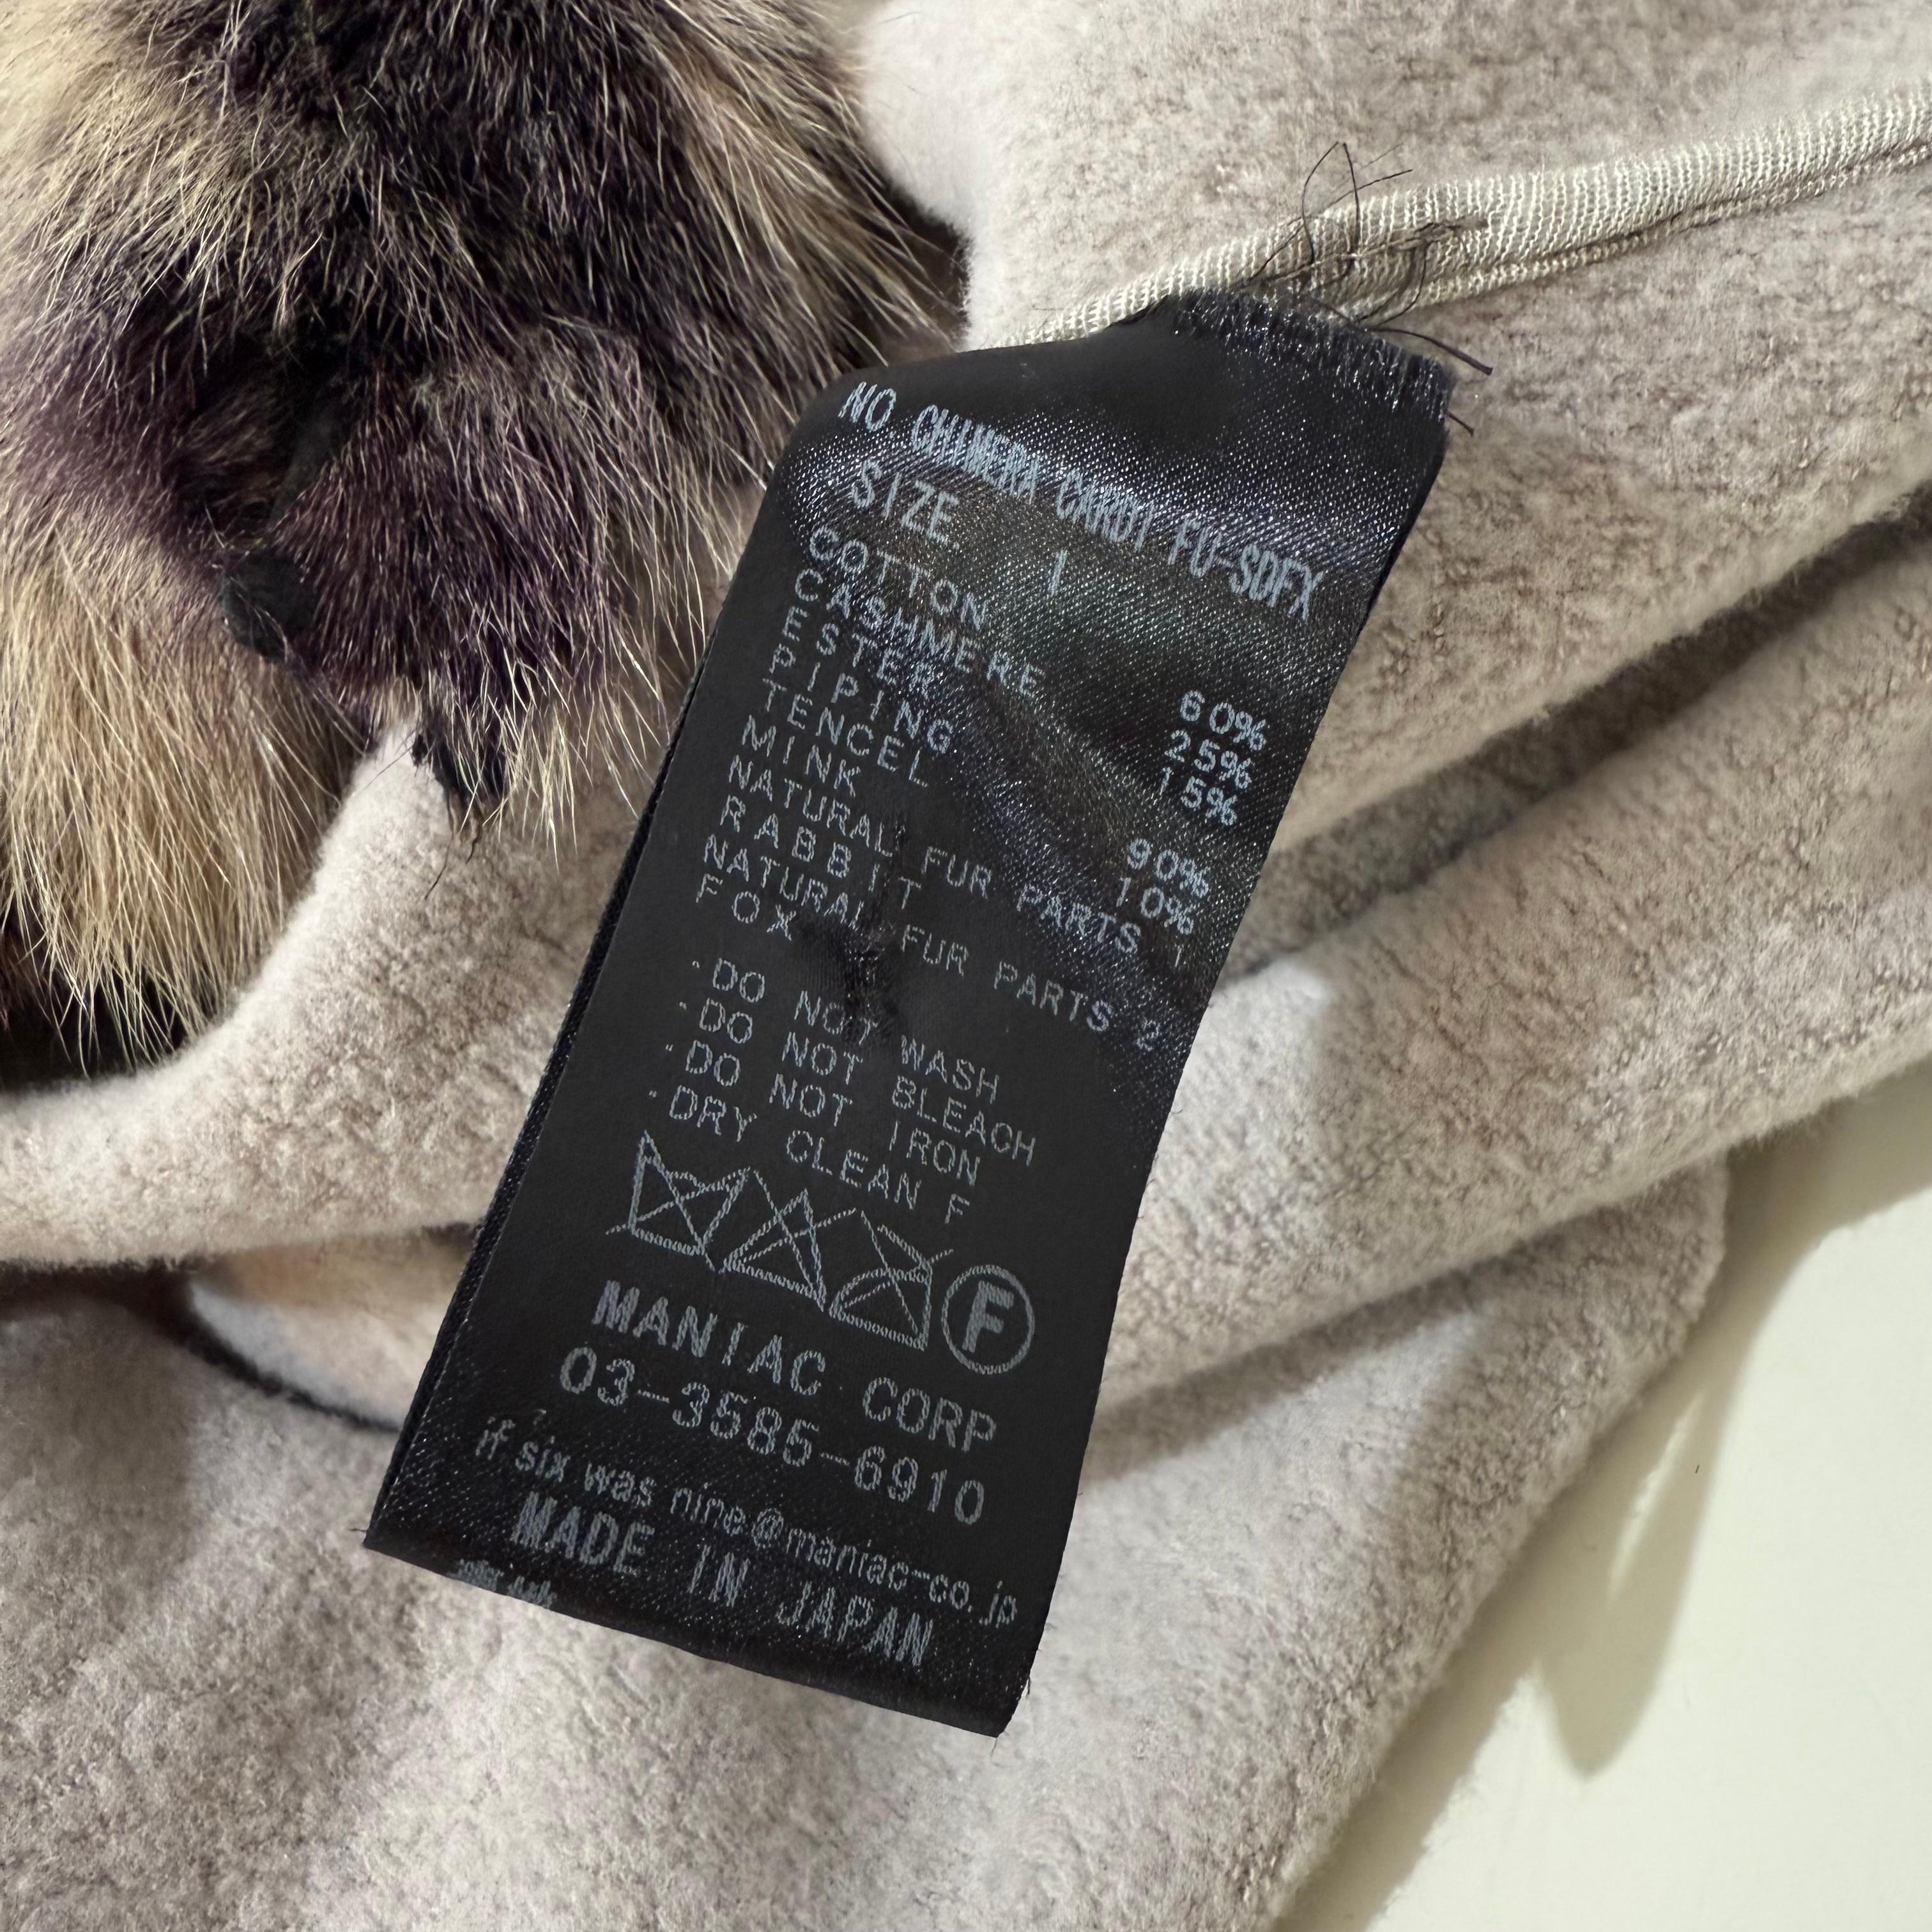 NO. CHIMERA CARDI FU-SDFX
SIZE 1
COTTON 60%
CASHMERE 25%
ESTER 15%
PIPING
TENCEL 90%
MINK 10%
NATURAL FUR PARTS 1
RABBIT
NATURAL FUR PARTS 2
FOX
·DO NOT WASH
·DO NOT BLEACH
·DO NOT IRON
·DRY CLEAN F
F
MANIAC CORP
03-3585-6910
if six was nine@maniac-co.jp
MADE IN JAPAN